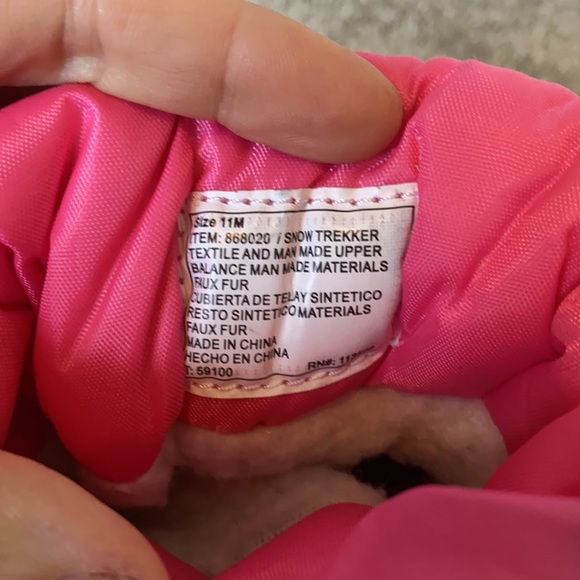 Size 11M
ITEM: 868020 / SNOW TREKKER
TEXTILE AND MAN MADE UPPER
BALANCE MAN MADE MATERIALS
FAUX FUR
CUBIERTA DE TELAY SINTETICO
RESTO SINTETICO MATERIALS
FAUX FUR
MADE IN CHINA
HECHO EN CHINA
T: 59100 RN#: